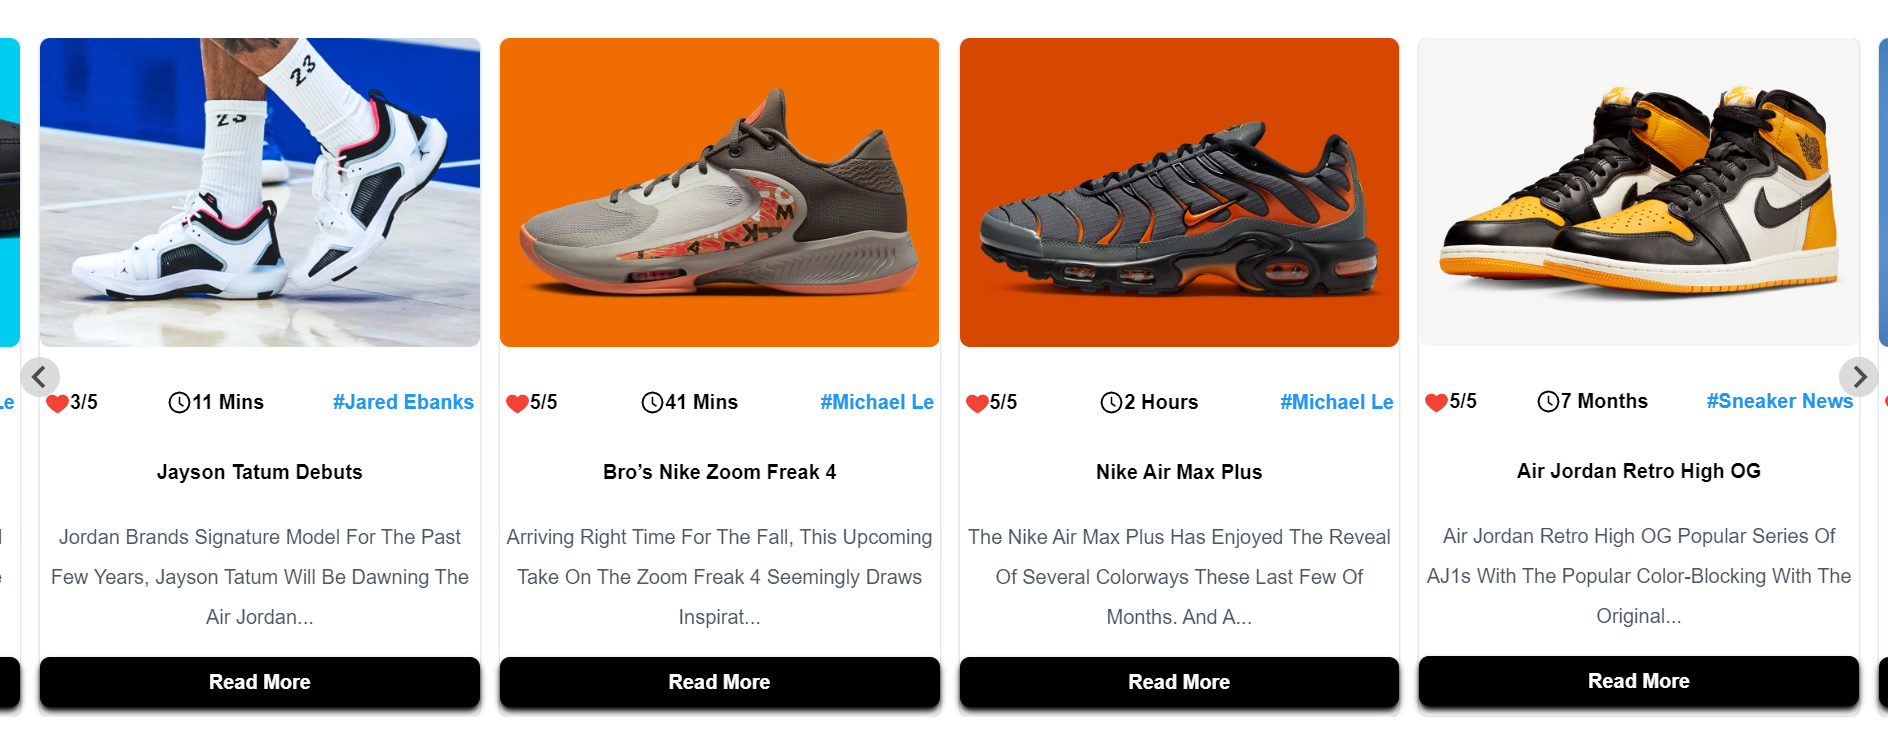 23
23
Le
3/5
11 Mins
#Jared Ebanks
Jayson Tatum Debuts
Jordan Brands Signature Model For The Past
Few Years, Jayson Tatum Will Be Dawning The
Air Jordan...
Read More
5/5
41 Mins
#Michael Le
Bro’s Nike Zoom Freak 4
Arriving Right Time For The Fall, This Upcoming
Take On The Zoom Freak 4 Seemingly Draws
Inspirat...
Read More
5/5
2 Hours
#Michael Le
Nike Air Max Plus
The Nike Air Max Plus Has Enjoyed The Reveal
Of Several Colorways These Last Few Of
Months. And A...
Read More
5/5
7 Months
#Sneaker News
Air Jordan Retro High OG
Air Jordan Retro High OG Popular Series Of
AJ1s With The Popular Color-Blocking With The
Original...
Read More